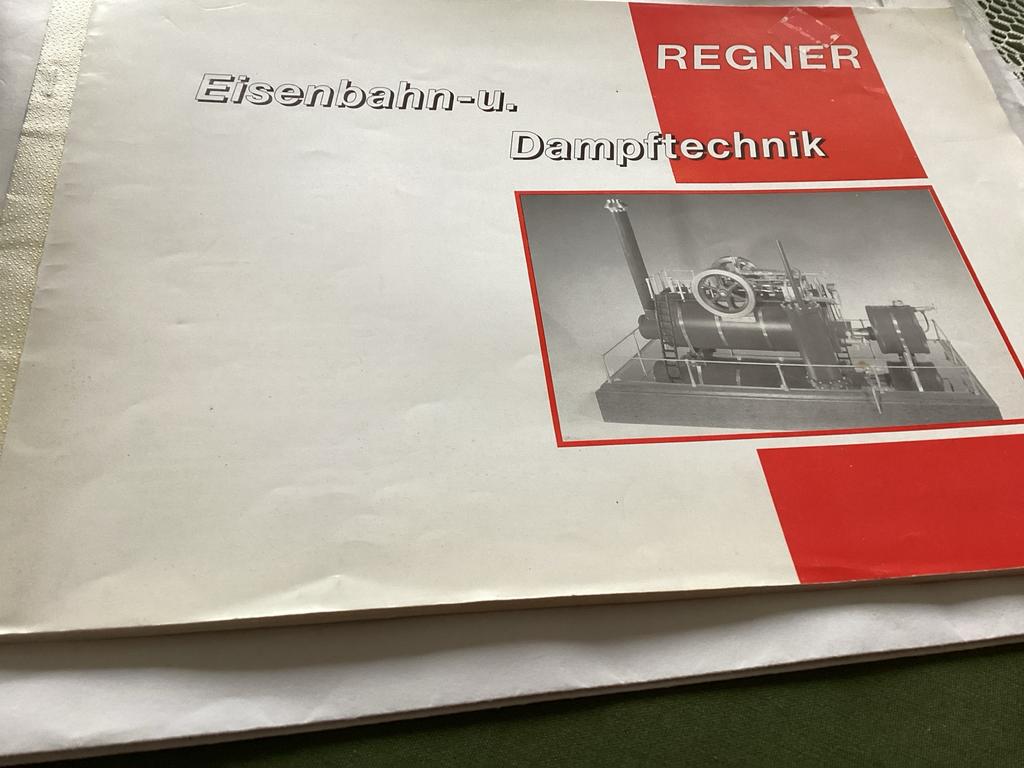 REGNER
Eisenbahn-u.
Dampftechnik